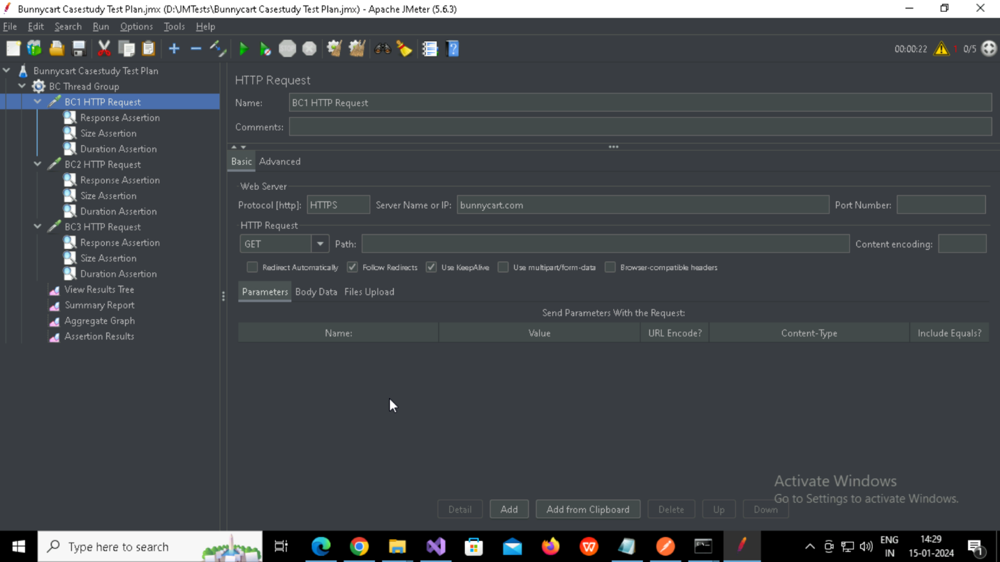 Bunnycart Casestudy Test Plan.jmx (D:\JMTests\Bunnycart Casestudy Test Plan.jmx) - Apache JMeter (5.6.3)
File Edit Search Run Options Tools Help
STOP
00:00:22 1 0/5
Bunnycart Casestudy Test Plan
BC Thread Group
BC1 HTTP Request
Response Assertion
Size Assertion
Duration Assertion
BC2 HTTP Request
Response Assertion
Size Assertion
Duration Assertion
BC3 HTTP Request
Response Assertion
Size Assertion
Duration Assertion
View Results Tree
Summary Report
Aggregate Graph
Assertion Results
HTTP Request
Name: BC1 HTTP Request
Comments:
Basic Advanced
Web Server
Protocol [http]: HTTPS Server Name or IP: bunnycart.com Port Number:
HTTP Request
GET Path: Content encoding:
Redirect Automatically Follow Redirects Use KeepAlive Use multipart/form-data Browser-compatible headers
Parameters Body Data Files Upload
Send Parameters With the Request:
Name: Value URL Encode? Content-Type Include Equals?
Activate Windows
Go to Settings to activate Windows.
Detail Add Add from Clipboard Delete Up Down
Type here to search
ENG 14:29
IN 15-01-2024 1